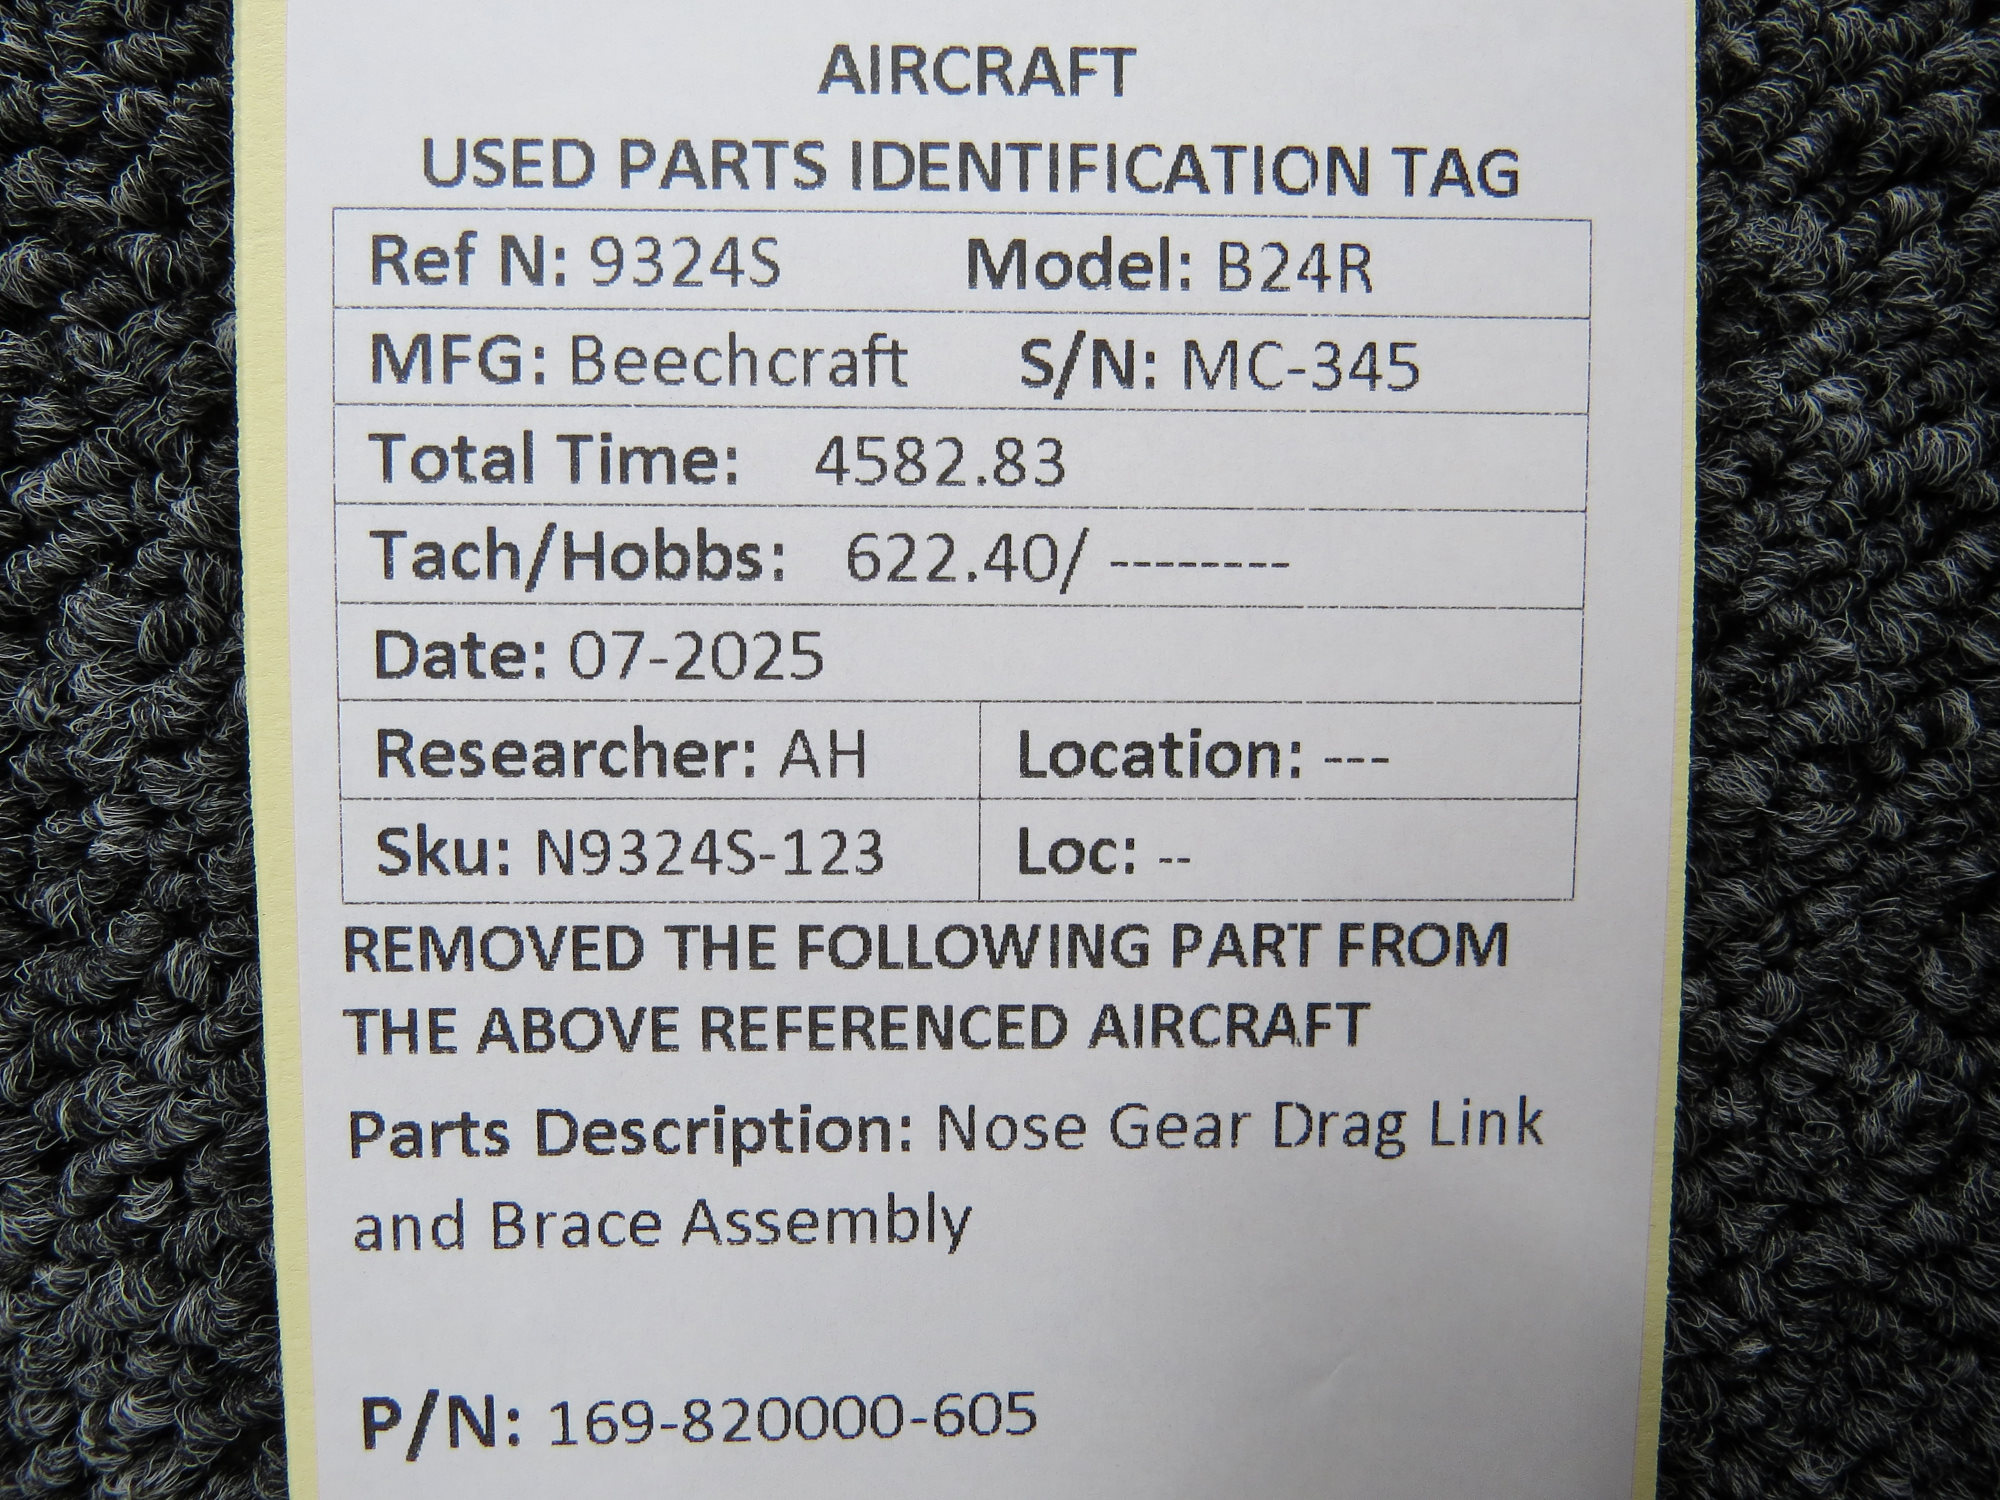 AIRCRAFT
USED PARTS IDENTIFICATION TAG
Ref N: 9324S Model: B24R
MFG: Beechcraft S/N: MC-345
Total Time: 4582.83
Tach/Hobbs: 622.40/ --------
Date: 07-2025
Researcher: AH Location: ---
Sku: N9324S-123 Loc: --
REMOVED THE FOLLOWING PART FROM
THE ABOVE REFERENCED AIRCRAFT
Parts Description: Nose Gear Drag Link
and Brace Assembly
P/N: 169-820000-605